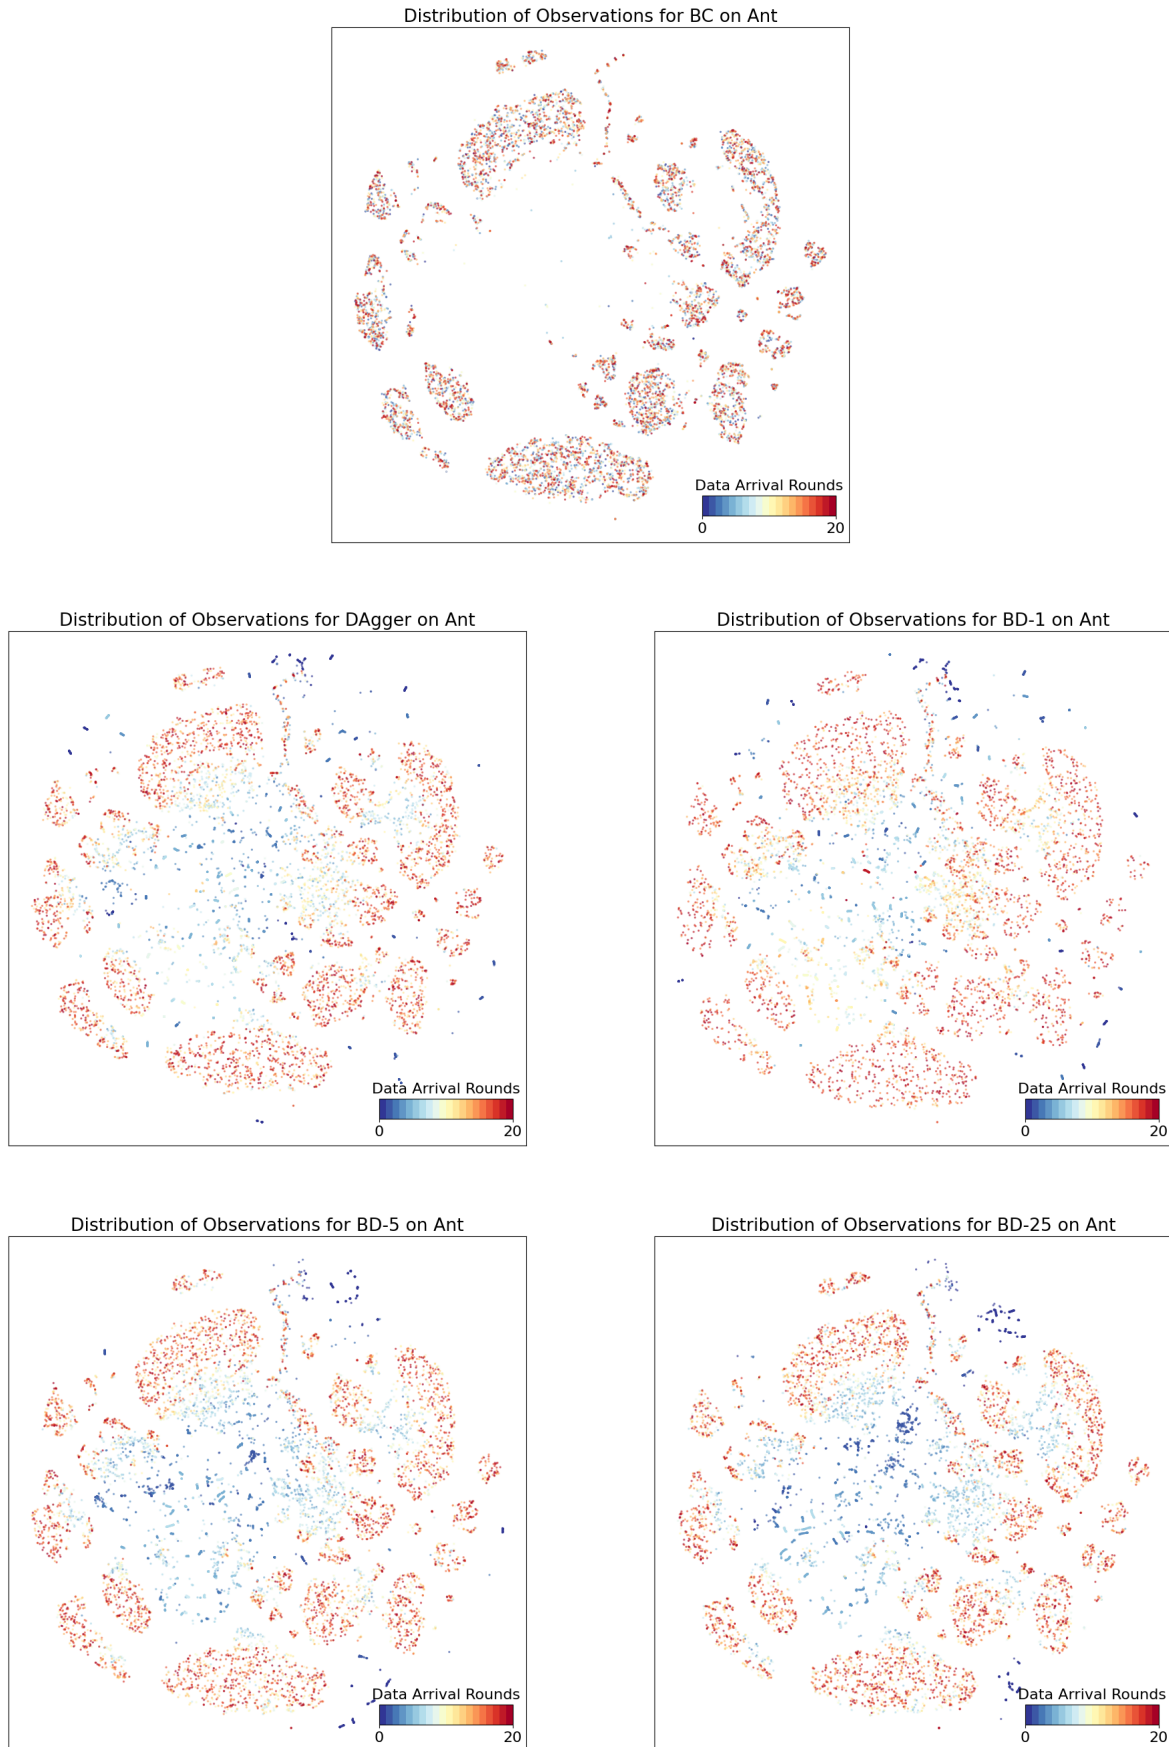 Distribution of Observations for BC on Ant
Data Arrival Rounds
0 20
Distribution of Observations for DAgger on Ant
Data Arrival Rounds
0 20
Distribution of Observations for BD-1 on Ant
Data Arrival Rounds
0 20
Distribution of Observations for BD-5 on Ant
Data Arrival Rounds
0 20
Distribution of Observations for BD-25 on Ant
Data Arrival Rounds
0 20